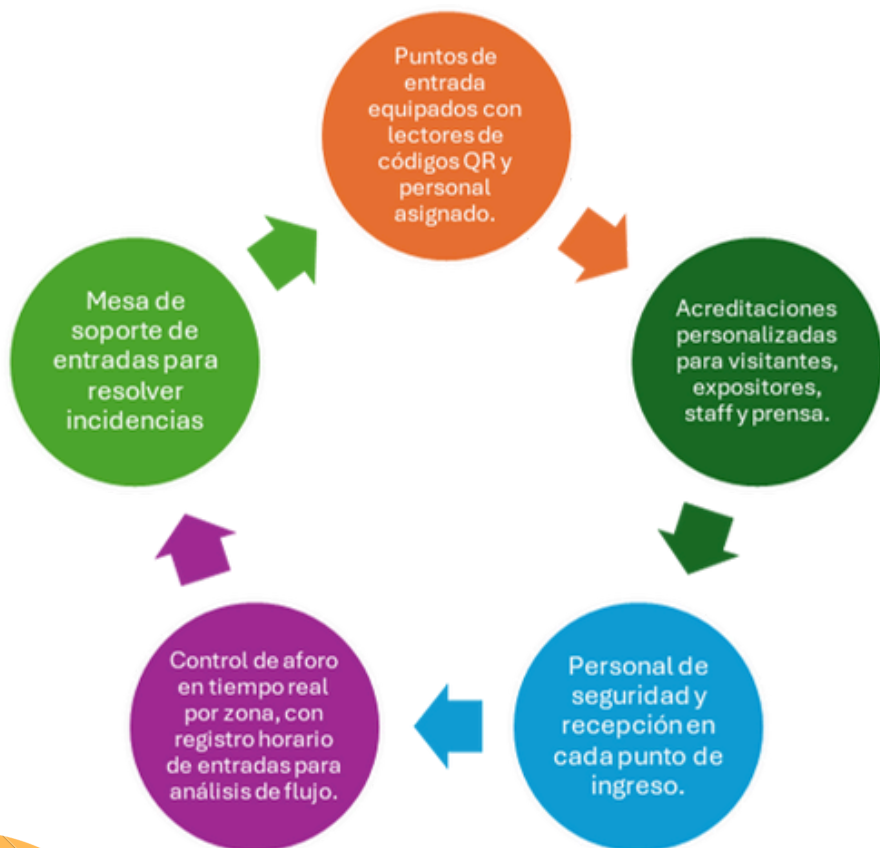 Puntos de
entrada
equipados con
lectores de
códigos QR y
personal
asignado.
Acreditaciones
personalizadas
para visitantes,
expositores,
staff y prensa.
Personal de
seguridad y
recepción en
cada punto de
ingreso.
Control de aforo
en tiempo real
por zona, con
registro horario
de entradas para
análisis de flujo.
Mesa de
soporte de
entradas para
resolver
incidencias